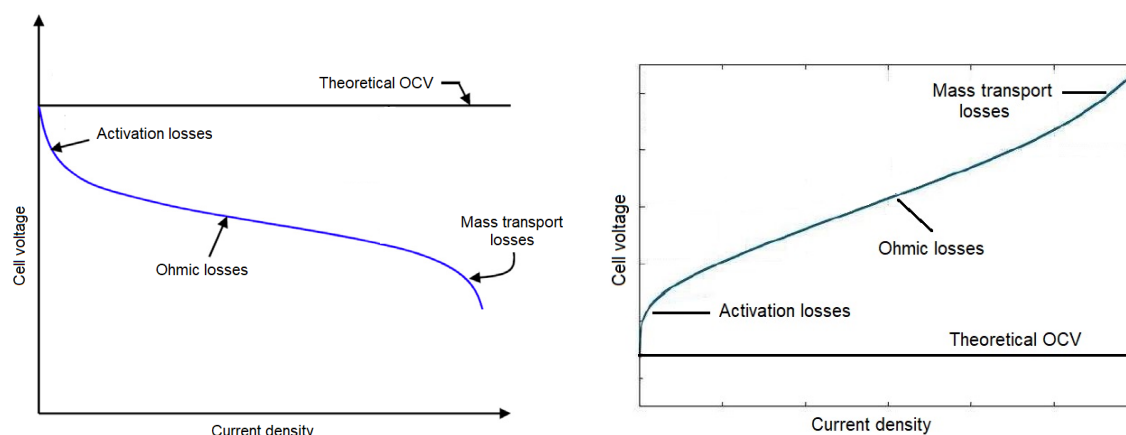 Theoretical OCV
Activation losses
Mass transport
losses
Ohmic losses
Cell voltage
Current density
Mass transport
losses
Ohmic losses
Activation losses
Theoretical OCV
Cell voltage
Current density